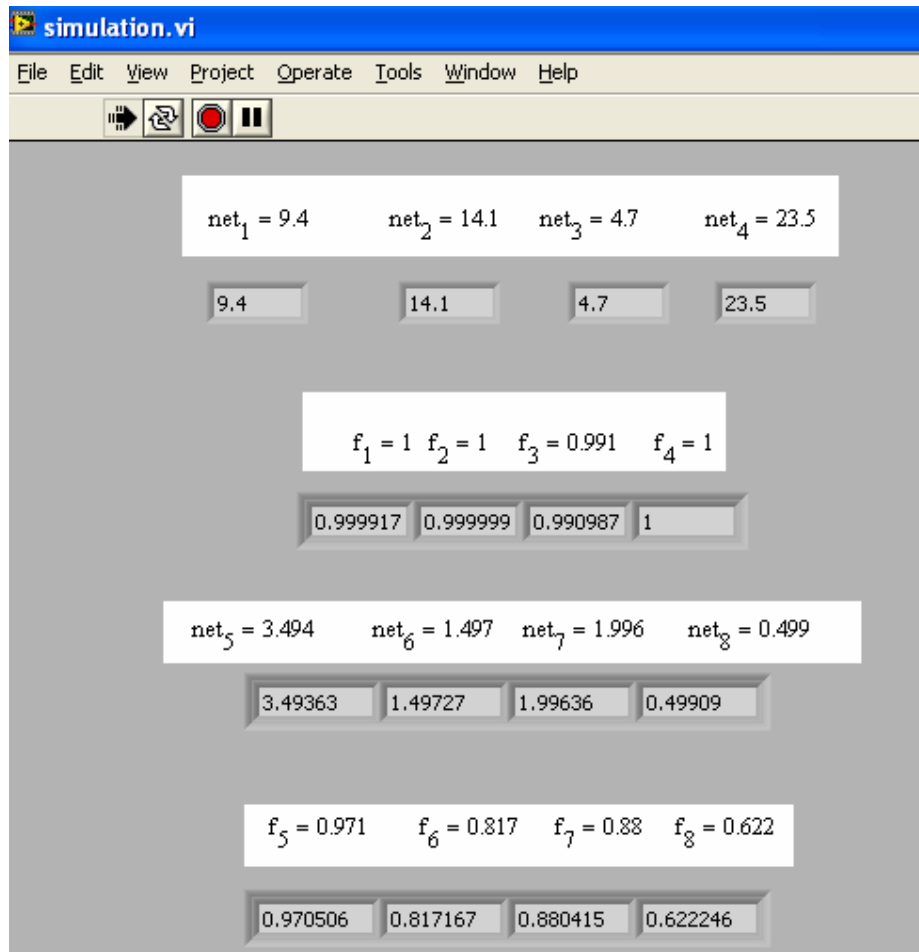 simulation.vi
File Edit View Project Operate Tools Window Help
net1 = 9.4 net2 = 14.1 net3 = 4.7 net4 = 23.5
9.4 14.1 4.7 23.5
f1 = 1 f2 = 1 f3 = 0.991 f4 = 1
0.999917 0.999999 0.990987 1
net5 = 3.494 net6 = 1.497 net7 = 1.996 net8 = 0.499
3.49363 1.49727 1.99636 0.49909
f5 = 0.971 f6 = 0.817 f7 = 0.88 f8 = 0.622
0.970506 0.817167 0.880415 0.622246